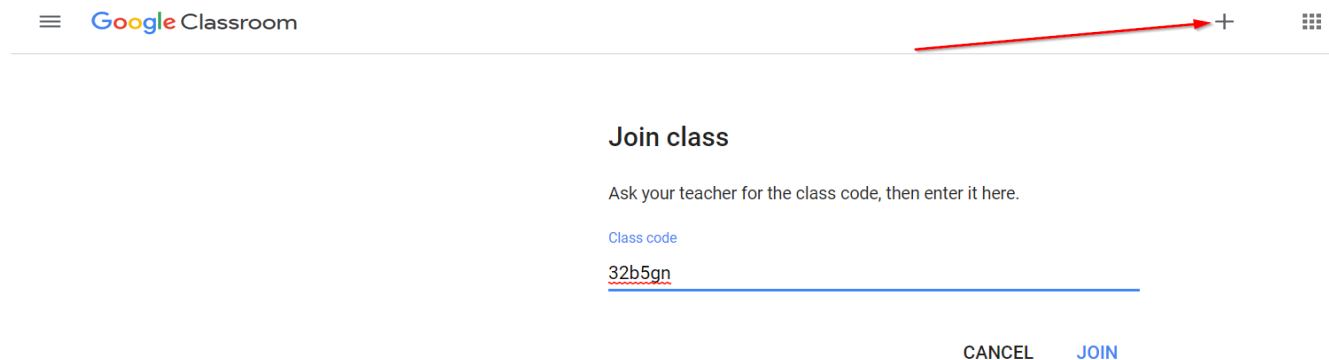 Google Classroom
Join class
Ask your teacher for the class code, then enter it here.
Class code
32b5gn
CANCEL JOIN